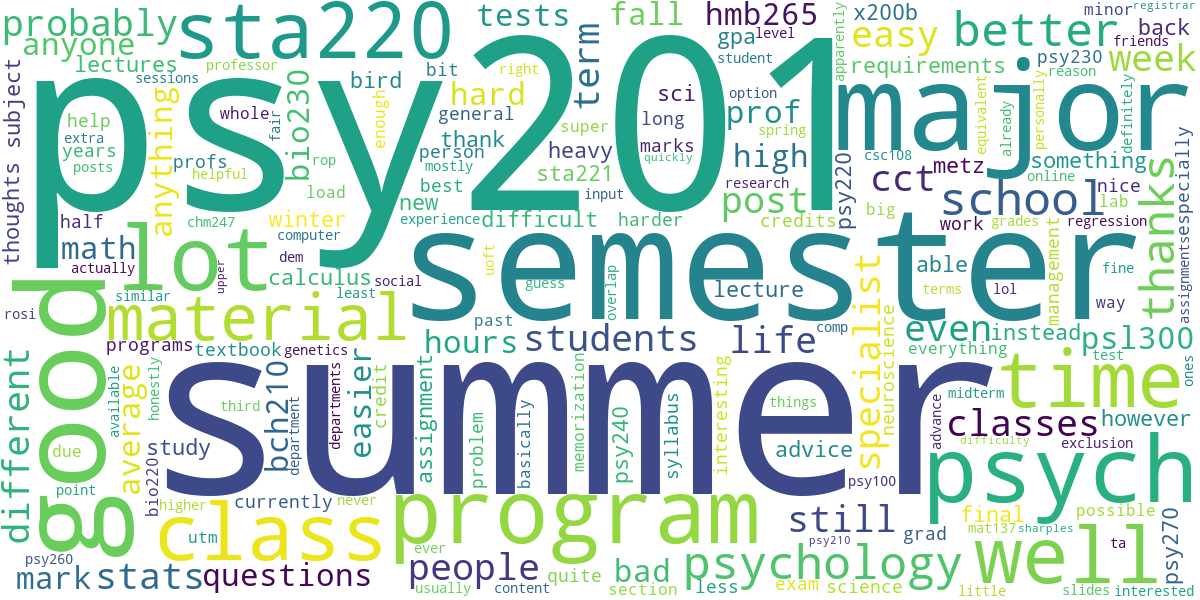 probably
anyone
lectures
sta220
tests
fall
hmb265
x200b
easy
better
minor
registrar
back
friends
week
psy201
major
professor
sessions
bird
bit
term
gpa
level
student
apparently
requirements
psy230
reason
help
extra
years
posts
thoughts subject
anything
whole
fair
bio230
hard
general
thank
person
mostly
right
enough
super
heavy
sci
long
marks
quickly
prof
option
spring
high
equivalent
already
personally
definitely
csc108
something
online
profs
helpful
rop
load
best
new
sta221
research
psy220
cct
metz
nice
lab
especially
assignments
half
math
actually
chm247
winter
computer
experience
difficult
input
harder
post
credits
big
school
work
grades
regression
thanks
lot
dem
calculus
uoft
semester
able
management
fine
way
good
similar
upper
least
social
guess
overlap
lecture
terms
lol
rosi
material
past
specialist
neuroscience
comp
even
instead
psl300
programs
textbook
genetics
hours
students
life
everything
test
ones
different
average
available
honestly
third
departments
easier
credit
assignment
summer
memorization
interesting
things
time
midterm
classes
advance
however
due
study
bch210
department
problem
basically
psy240
syllabus
advice
difficulty
exclusion
point
bio220
higher
currently
never
program
psy100
psych
psy260
class
utm
ever
still
grad
final
mat137
sharples
possible
psy270
ta
mark
stats
questions
people
usually
content
quite
bad
section
psychology
less
psy210
exam
science
well
little
slides
interested